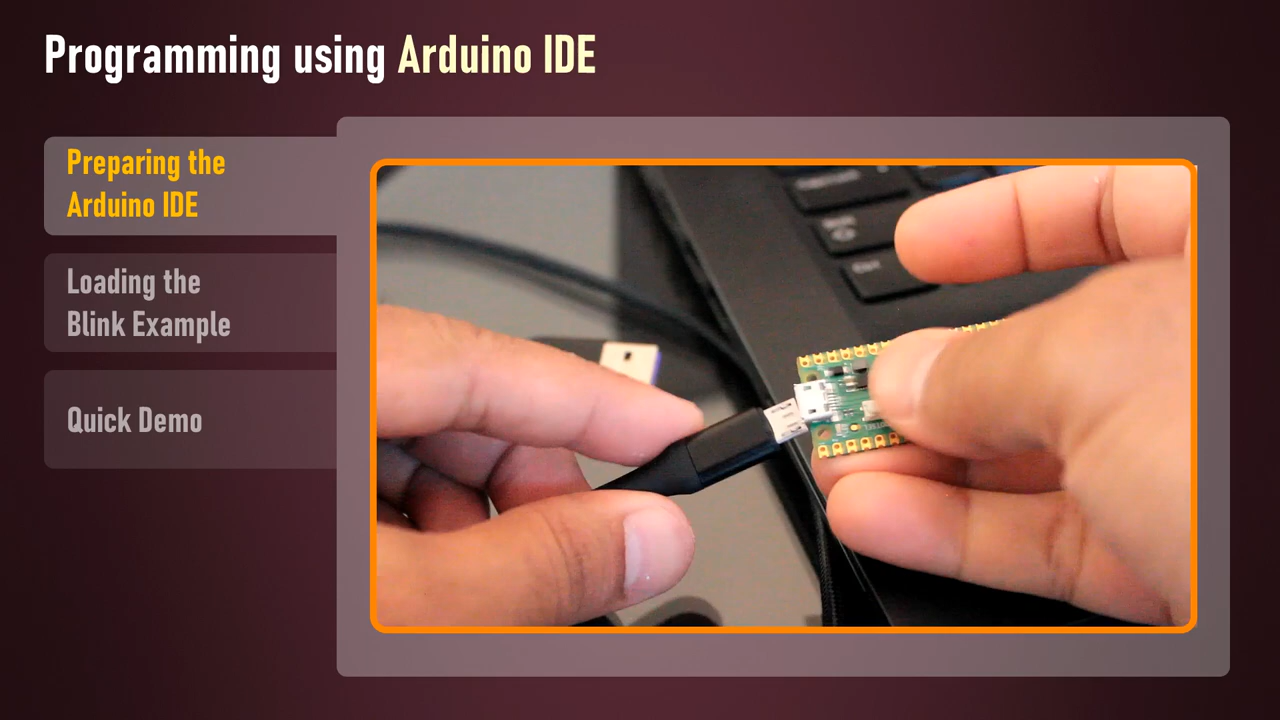 Programming using Arduino IDE
Preparing the
Arduino IDE
Loading the
Blink Example
Quick Demo